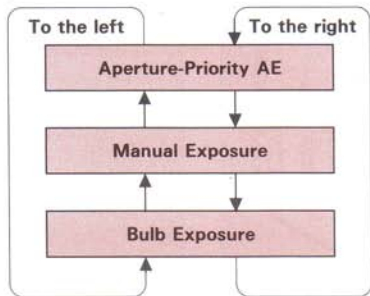 To the left
To the right
Aperture-Priority AE
Manual Exposure
Bulb Exposure